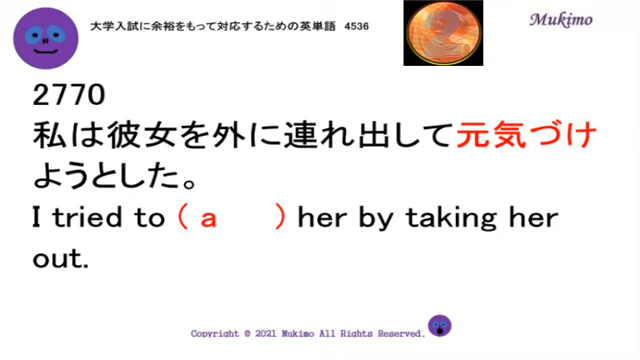 大学入試に余裕をもって対応するための英単語 4536
Mukimo
2770
私は彼女を外に連れ出して元気づけ
ようとした。
I tried to ( a ) her by taking her
out.
Copyright © 2021 Mukimo All Rights Reserved.